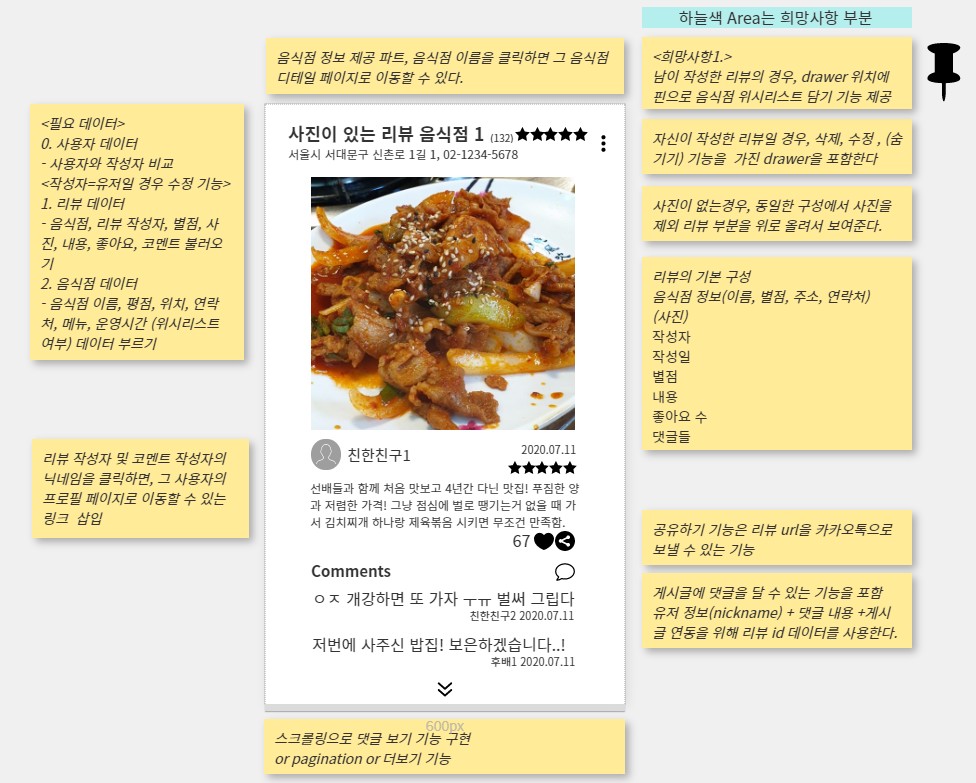 하늘색 Area는 희망사항 부분
음식점 정보 제공 파트, 음식점 이름을 클릭하면 그 음식점
디테일 페이지로 이동할 수 있다.
<희망사항1.>
남이 작성한 리뷰의 경우, drawer 위치에
핀으로 음식점 위시리스트 담기 기능 제공
<필요 데이터>
0. 사용자 데이터
- 사용자와 작성자 비교
<작성자=유저일 경우 수정 기능>
1. 리뷰 데이터
- 음식점, 리뷰 작성자, 별점, 사
진, 내용, 좋아요, 코멘트 불러오
기
2. 음식점 데이터
- 음식점 이름, 평점, 위치, 연락
처, 메뉴, 운영시간 (위시리스트
여부) 데이터 부르기
사진이 있는 리뷰 음식점 1 (132)
서울시 서대문구 신촌로 1길 1, 02-1234-5678
자신이 작성한 리뷰일 경우, 삭제, 수정 , (숨
기기) 기능을 가진 drawer을 포함한다
사진이 없는경우, 동일한 구성에서 사진을
제외 리뷰 부분을 위로 올려서 보여준다.
리뷰의 기본 구성
음식점 정보(이름, 별점, 주소, 연락처)
(사진)
작성자
작성일
별점
내용
좋아요 수
댓글들
리뷰 작성자 및 코멘트 작성자의
닉네임을 클릭하면, 그 사용자의
프로필 페이지로 이동할 수 있는
링크 삽입
친한친구1
2020.07.11
선배들과 함께 처음 맛보고 4년간 다닌 맛집! 푸짐한 양
과 저렴한 가격! 그냥 점심에 별로 땡기는거 없을 때 가
서 김치찌개 하나랑 제육볶음 시키면 무조건 만족함.
67
Comments
ㅇㅈ 개강하면 또 가자 ㅜㅠ 벌써 그립다
친한친구2 2020.07.11
저번에 사주신 밥집! 보은하겠습니다..!
후배1 2020.07.11
공유하기 기능은 리뷰 url을 카카오톡으로
보낼 수 있는 기능
게시글에 댓글을 달 수 있는 기능을 포함
유저 정보(nickname) + 댓글 내용 +게시
글 연동을 위해 리뷰 id 데이터를 사용한다.
600px
스크롤링으로 댓글 보기 기능 구현
or pagination or 더보기 기능